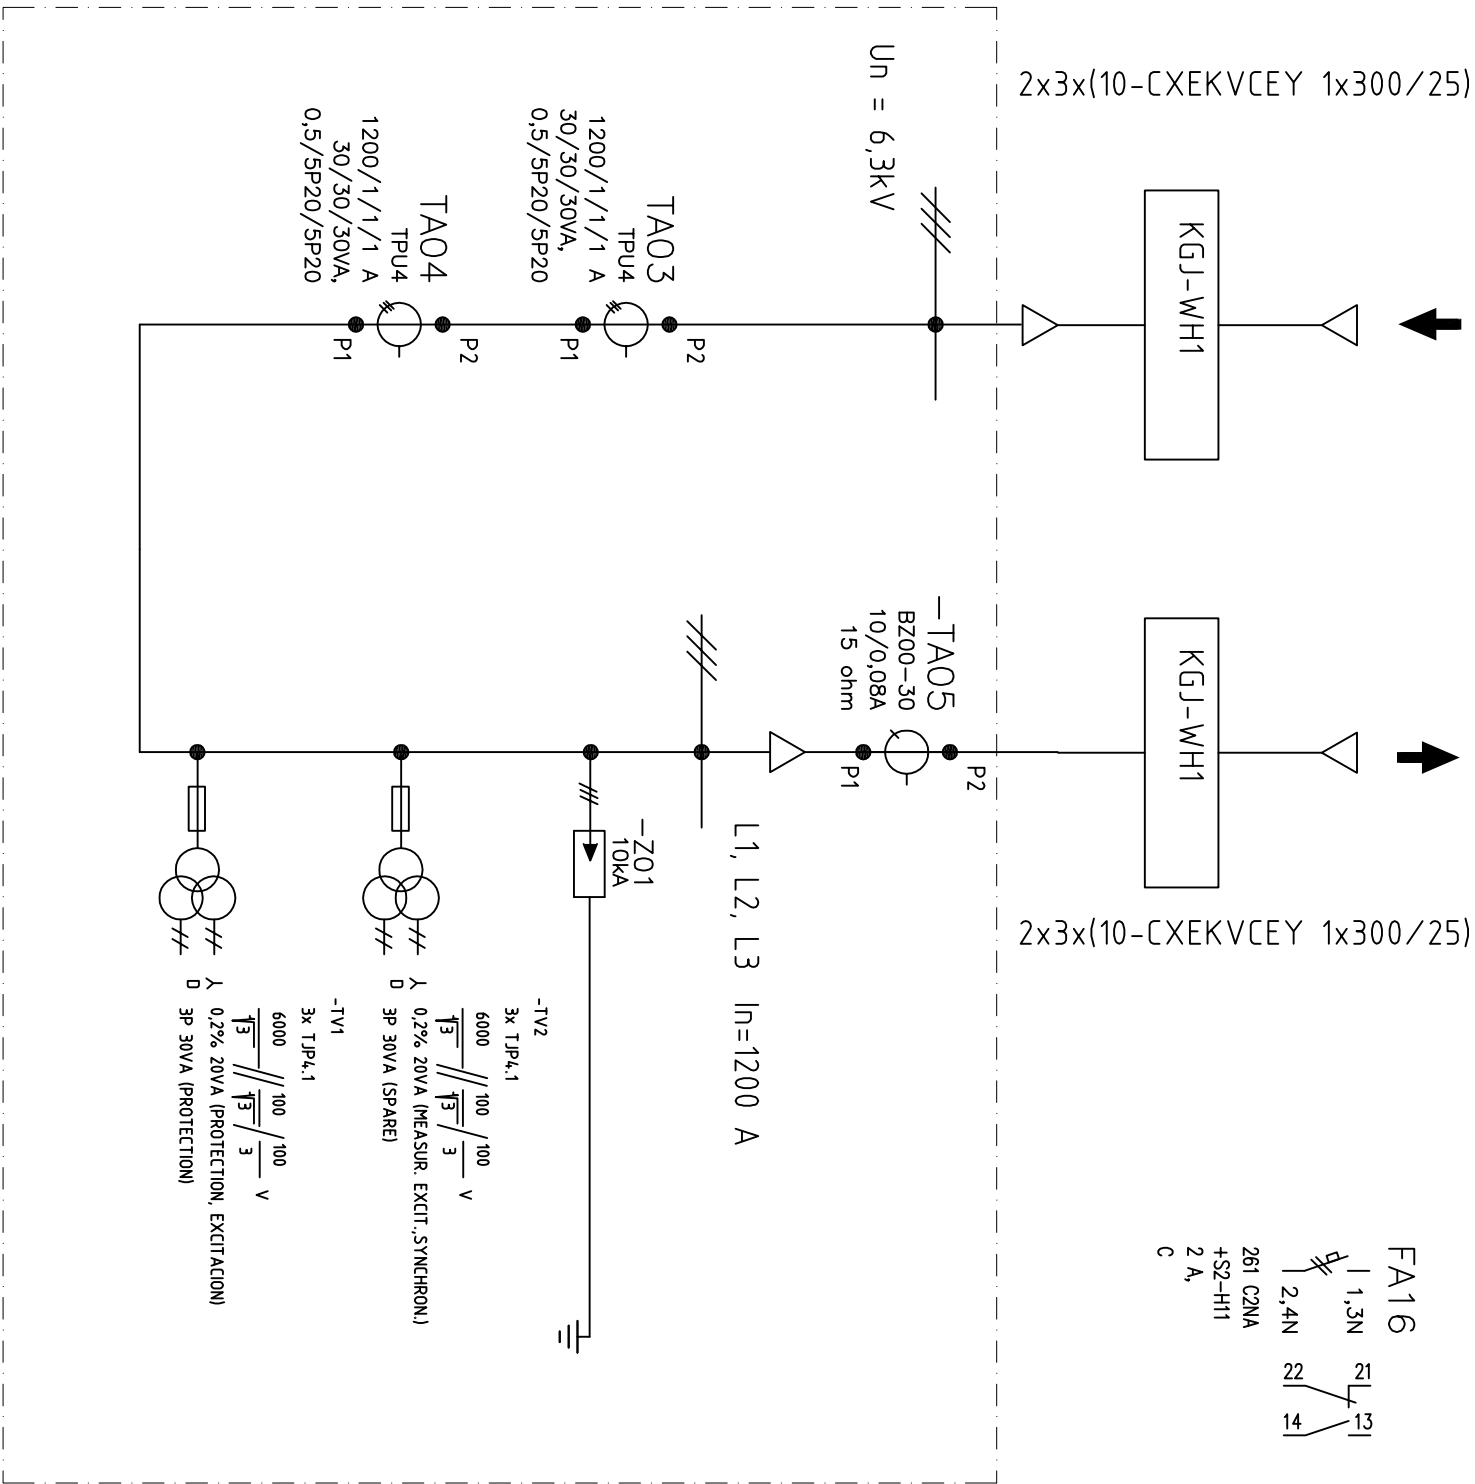 2x3x(10-CXEKVCEY 1x300/25)
KGJ-WH1
Un = 6,3kV
TA03
TPU4
1200/1/1/1 A
30/30/30VA,
0,5/5P20/5P20
P2
P1
TA04
TPU4
1200/1/1/1 A
30/30/30VA,
0,5/5P20/5P20
P2
P1
KGJ-WH1
2x3x(10-CXEKVCEY 1x300/25)
-TA05
BZ00-30
10/0,08A
15 ohm
P2
P1
L1, L2, L3 In=1200 A
-Z01
10kA
-TV2
3x TJP4.1
6000 / 100 / 100
√3 // √3 / 3 V
Y 0,2% 20VA (MEASUR. EXCIT.,SYNCHRON.)
D 3P 30VA (SPARE)
-TV1
3x TJP4.1
6000 / 100 / 100
√3 // √3 / 3 V
Y 0,2% 20VA (PROTECTION, EXCITACION)
D 3P 30VA (PROTECTION)
FA16
1,3N
2,4N
21
13
22
14
261 C2NA
+S2-H11
2 A,
C